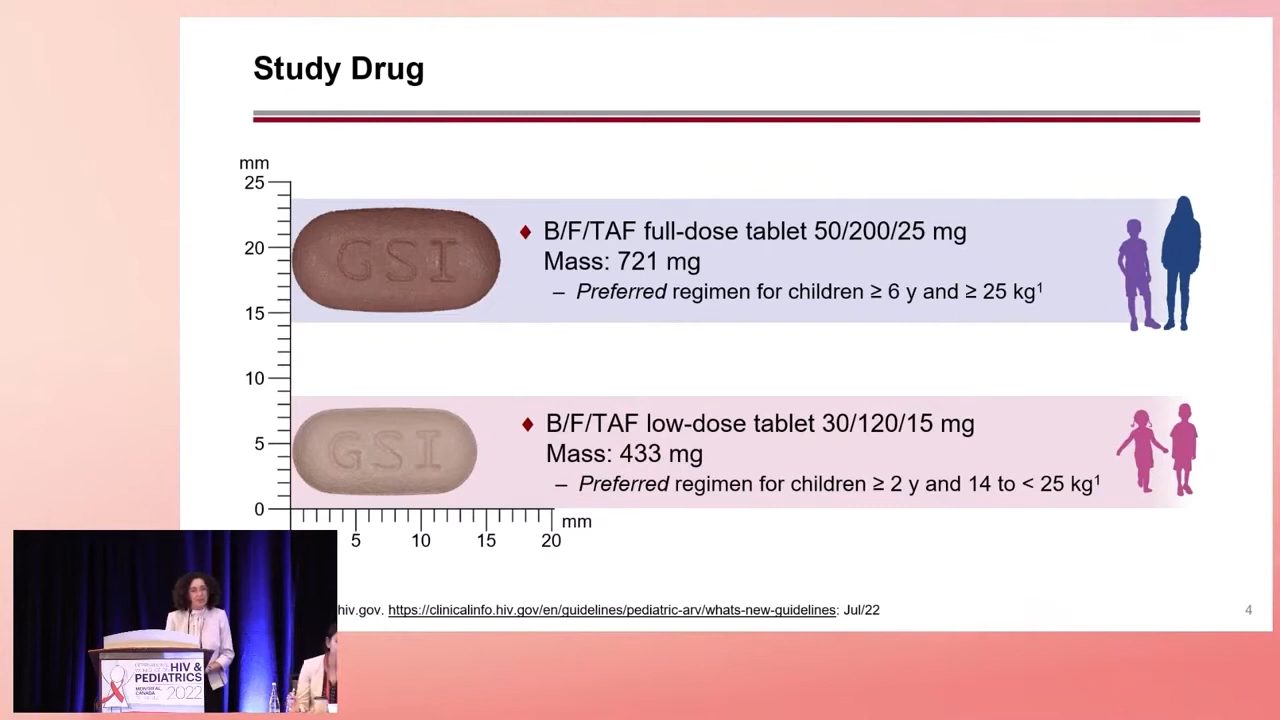 Study Drug
mm
25
20
15
10
5
0
GSI
♦ B/F/TAF full-dose tablet 50/200/25 mg
Mass: 721 mg
– Preferred regimen for children ≥ 6 y and ≥ 25 kg¹
GSI
♦ B/F/TAF low-dose tablet 30/120/15 mg
Mass: 433 mg
– Preferred regimen for children ≥ 2 y and 14 to < 25 kg¹
5 10 15 20 mm
hiv.gov. https://clinicalinfo.hiv.gov/en/guidelines/pediatric-arv/whats-new-guidelines: Jul/22
4
HIV &
PEDIATRICS
MONTREAL,
CANADA
2022